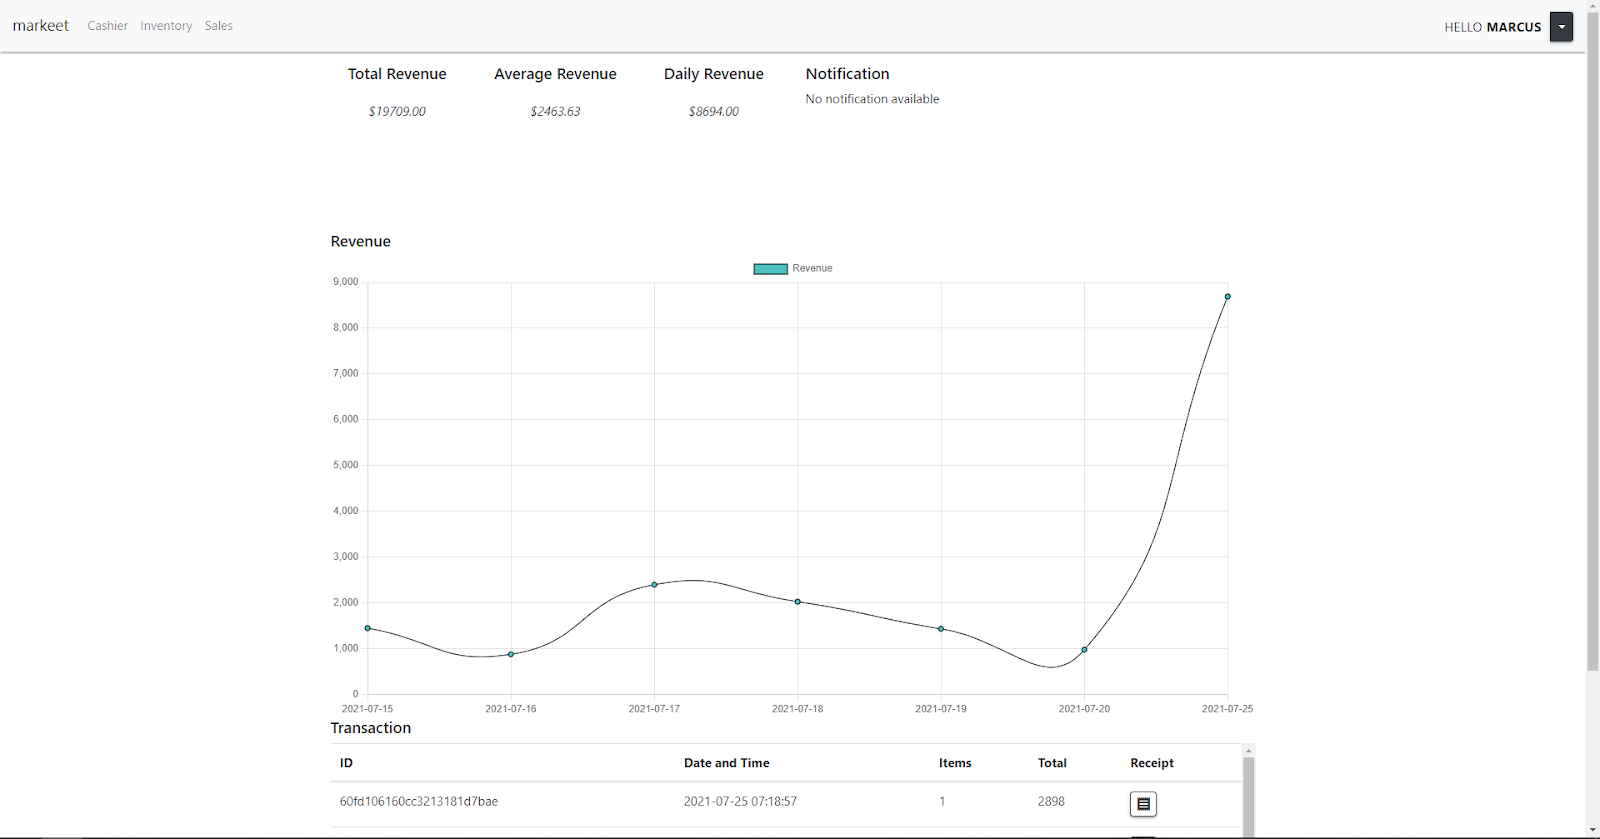 markeet Cashier Inventory Sales HELLO MARCUS
Total Revenue Average Revenue Daily Revenue Notification
$19709.00 $2463.63 $8694.00 No notification available
Revenue
Revenue
9,000
8,000
7,000
6,000
5,000
4,000
3,000
2,000
1,000
0
2021-07-15 2021-07-16 2021-07-17 2021-07-18 2021-07-19 2021-07-20 2021-07-25
Transaction
ID Date and Time Items Total Receipt
60fd106160cc3213181d7bae 2021-07-25 07:18:57 1 2898